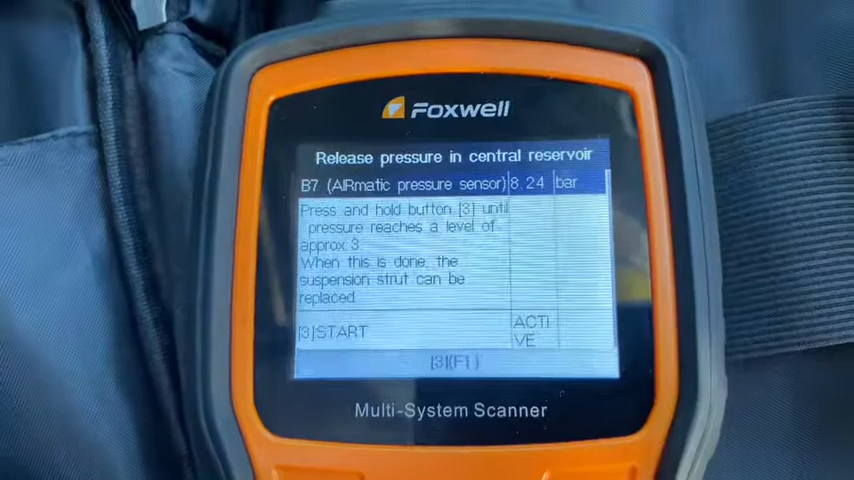 FOXWELL
Release pressure in central reservoir
B7 (AIRmatic pressure sensor) 8.24 bar
Press and hold button [3] until
pressure reaches a level of
approx.3
When this is done, the
suspension strut can be
replaced.
[3]START ACTI
VE
[3](F1)
Multi-System Scanner